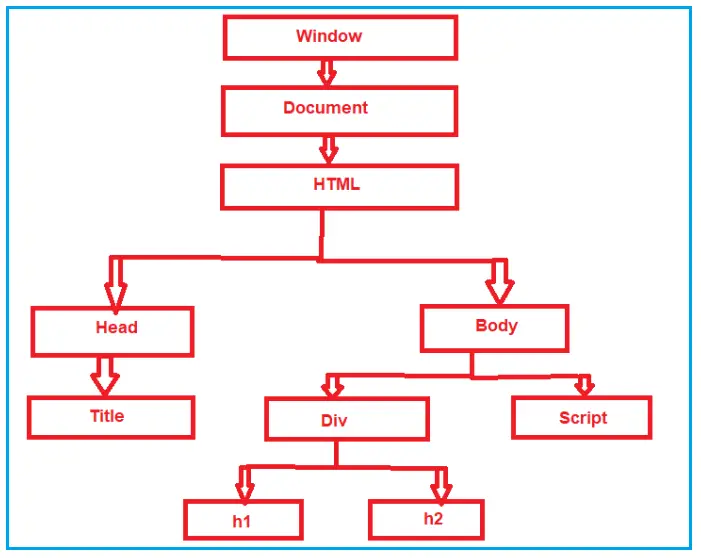 Window
Document
HTML
Head
Body
Title
Div
Script
h1
h2